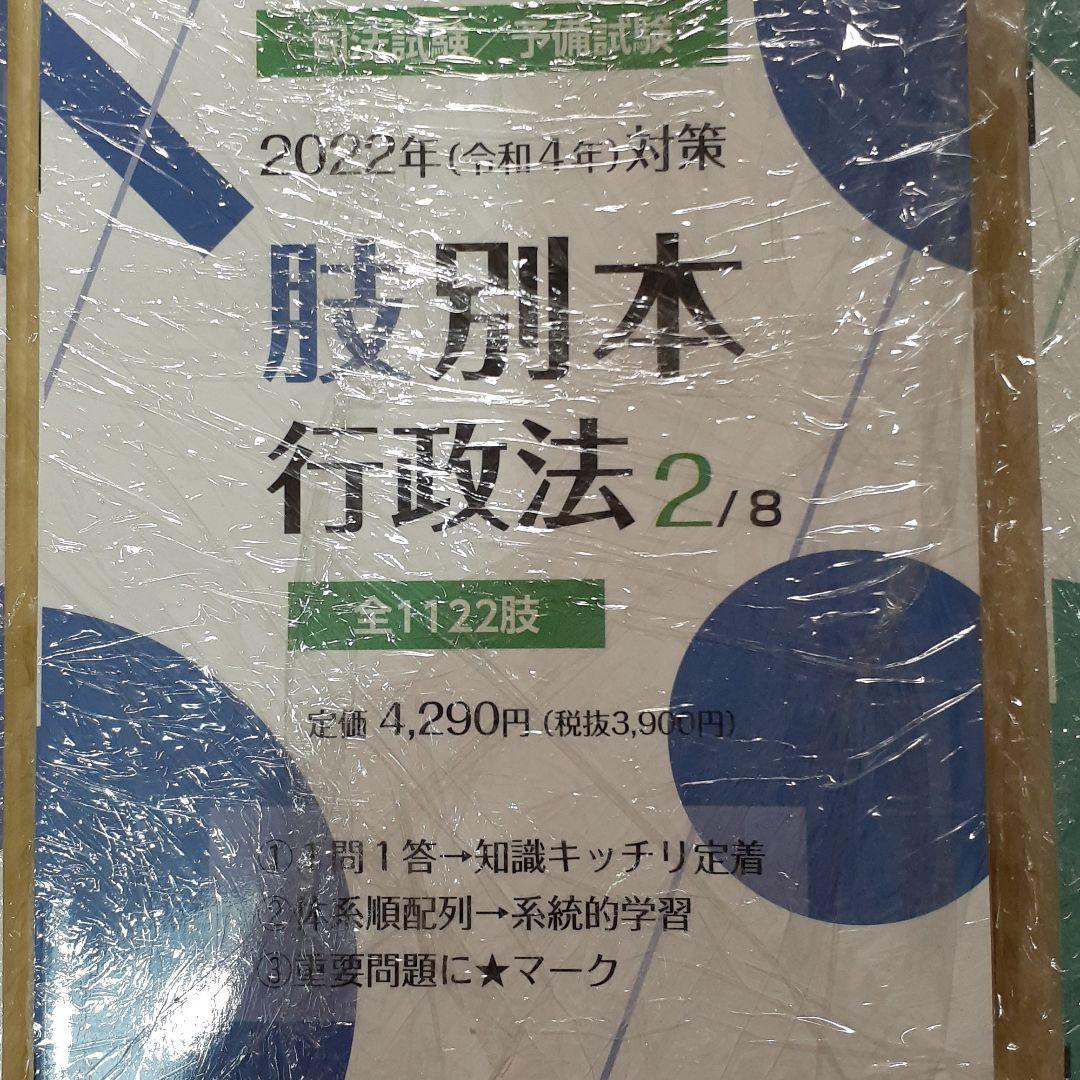 司法試験／予備試験
2022年(令和4年)対策
肢別本
行政法2/8
全1122肢
定価 4,290円(税抜3,900円)
①1問1答→知識キッチリ定着
②体系順配列→系統的学習
③重要問題に★マーク